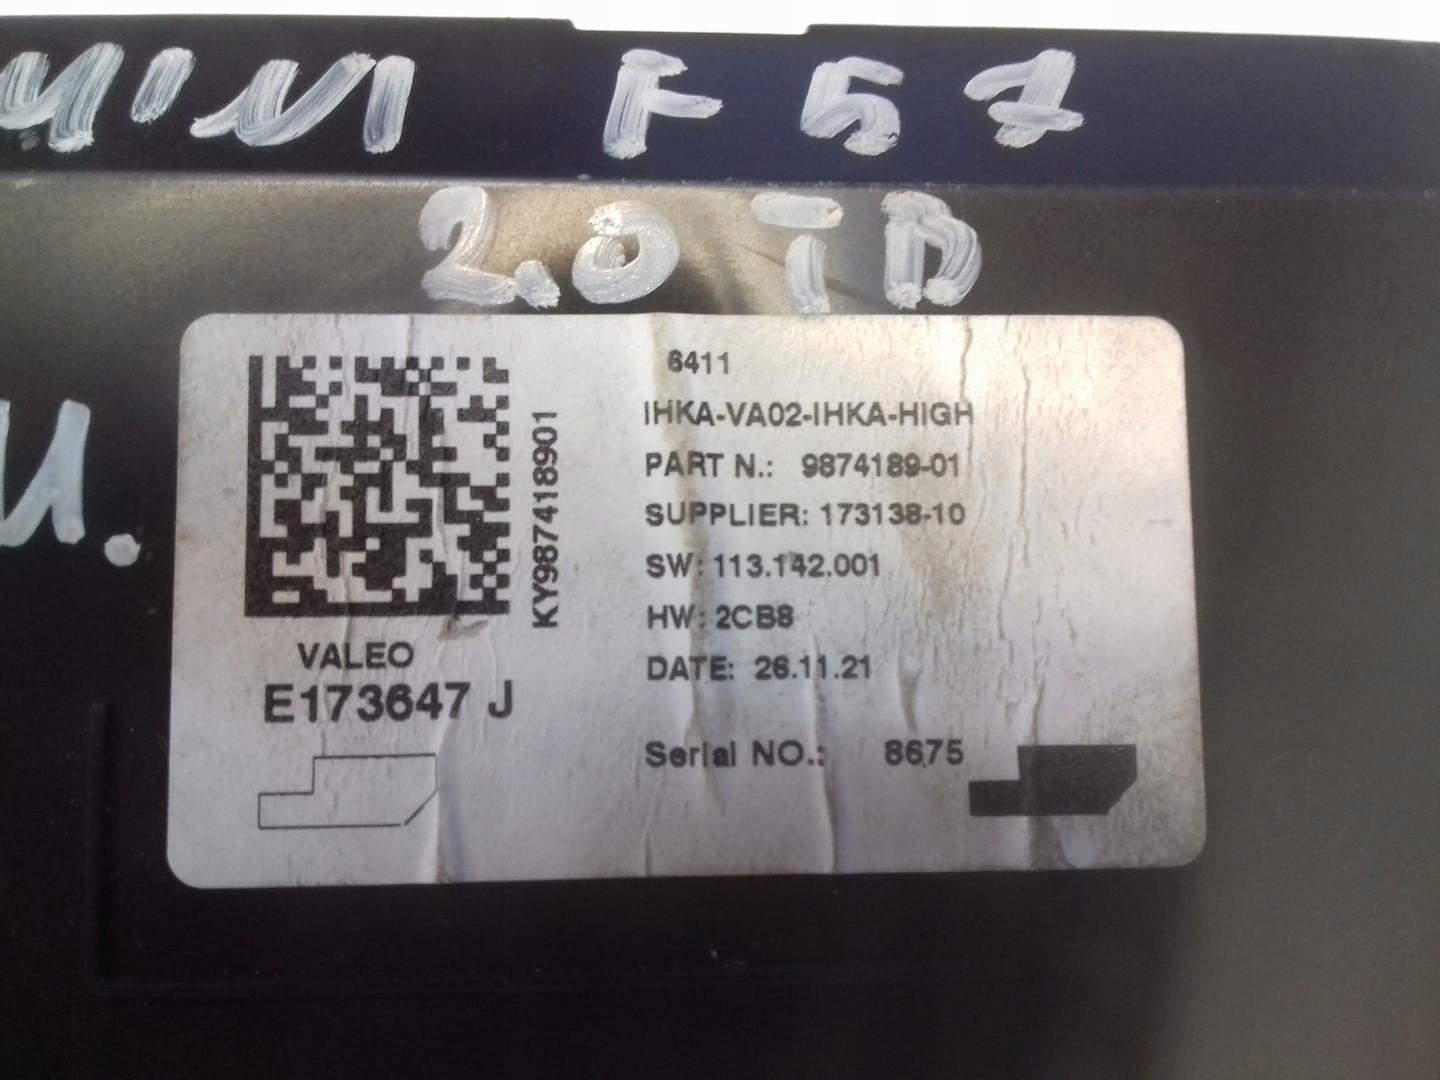 MINI F57
2.0 TD
U.
6411
IHKA-VA02-IHKA-HIGH
PART N.: 9874189-01
SUPPLIER: 173138-10
SW: 113.142.001
HW: 2CB8
DATE: 26.11.21
Serial NO.: 8675
KY987418901
VALEO
E173647 J